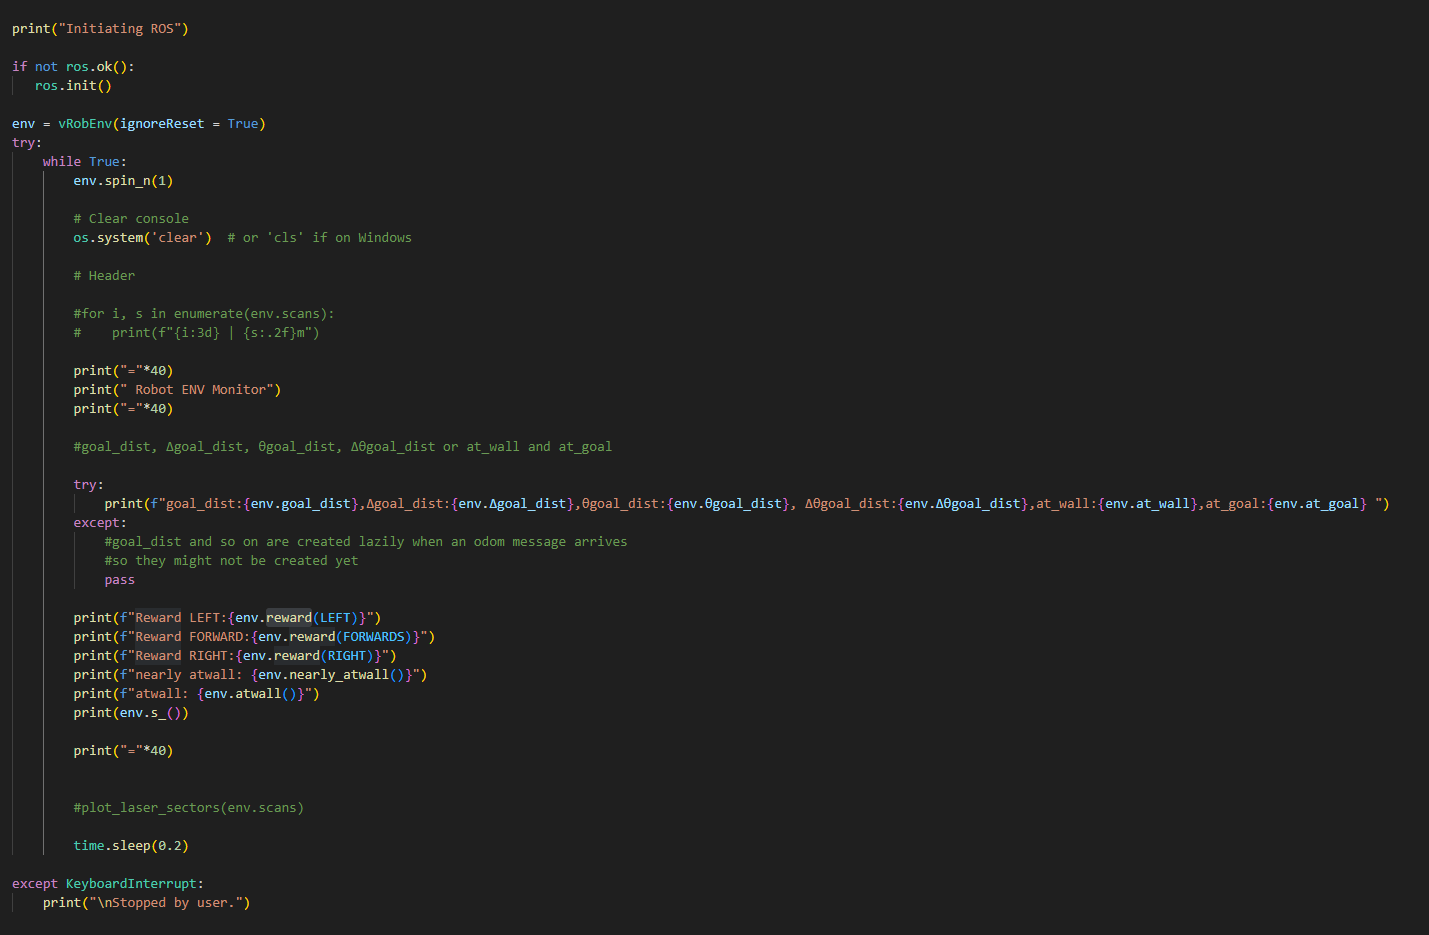 print("Initiating ROS")
if not ros.ok():
ros.init()
env = vRobEnv(ignoreReset = True)
try:
while True:
env.spin_n(1)
# Clear console
os.system('clear')  # or 'cls' if on Windows
# Header
#for i, s in enumerate(env.scans):
#    print(f"{i:3d} | {s:.2f}m")
print("="*40)
print(" Robot ENV Monitor")
print("="*40)
#goal_dist, Δgoal_dist, θgoal_dist, Δθgoal_dist or at_wall and at_goal
try:
print(f"goal_dist:{env.goal_dist},Δgoal_dist:{env.Δgoal_dist},θgoal_dist:{env.θgoal_dist}, Δθgoal_dist:{env.Δθgoal_dist},at_wall:{env.at_wall},at_goal:{env.at_goal} ")
except:
#goal_dist and so on are created lazily when an odom message arrives
#so they might not be created yet
pass
print(f"Reward LEFT:{env.reward(LEFT)}")
print(f"Reward FORWARD:{env.reward(FORWARDS)}")
print(f"Reward RIGHT:{env.reward(RIGHT)}")
print(f"nearly atwall: {env.nearly_atwall()}")
print(f"atwall: {env.atwall()}")
print(env.s_())
print("="*40)
#plot_laser_sectors(env.scans)
time.sleep(0.2)
except KeyboardInterrupt:
print("\nStopped by user.")